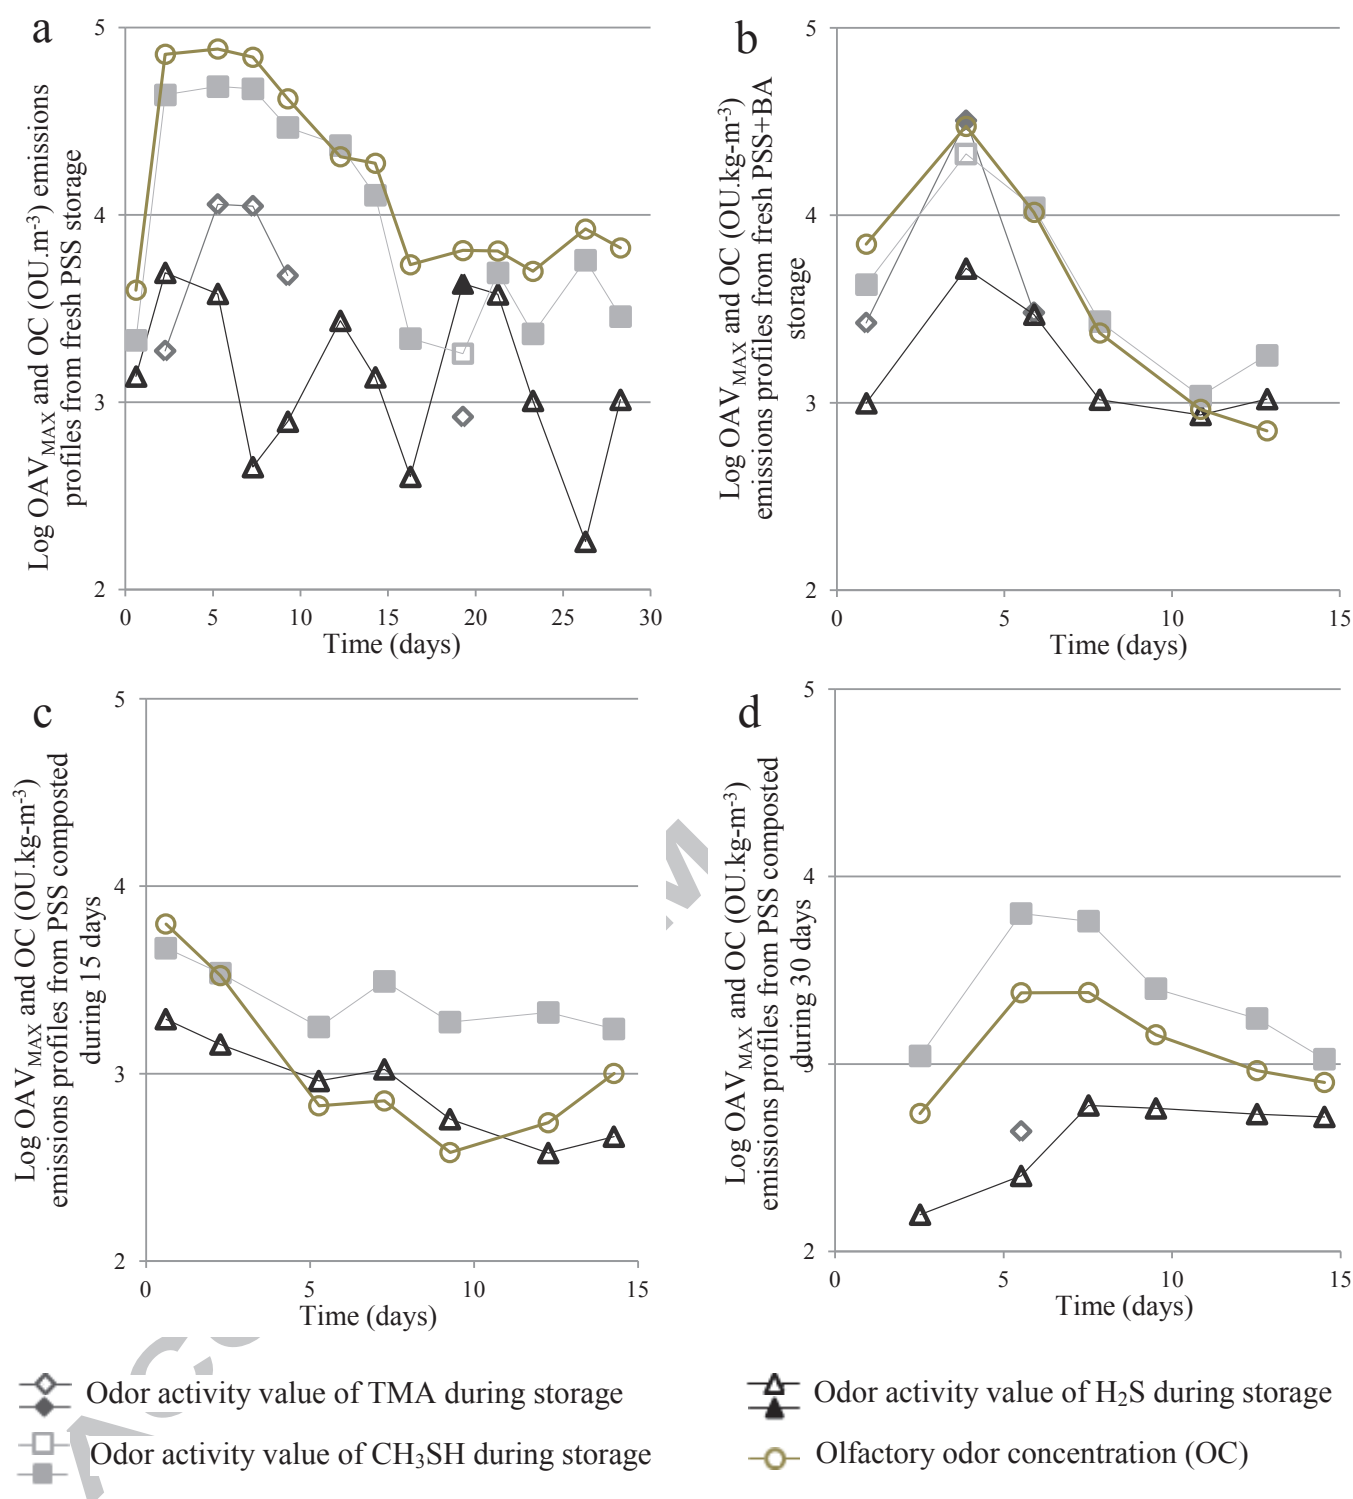 a
Log OAV_MAX and OC (OU.m-3) emissions
profiles from fresh PSS storage
5
4
3
2
0 5 10 15 20 25 30
Time (days)
b
Log OAV_MAX and OC (OU.kg-m-3)
emissions profiles from fresh PSS+BA
storage
5
4
3
2
0 5 10 15
Time (days)
c
Log OAV_MAX and OC (OU.kg-m-3)
emissions profiles from PSS composted
during 15 days
5
4
3
2
0 5 10 15
Time (days)
d
Log OAV_MAX and OC (OU.kg-m-3)
emissions profiles from PSS composted
during 30 days
5
4
3
2
0 5 10 15
Time (days)
Odor activity value of TMA during storage
Odor activity value of H2S during storage
Odor activity value of CH3SH during storage
Olfactory odor concentration (OC)